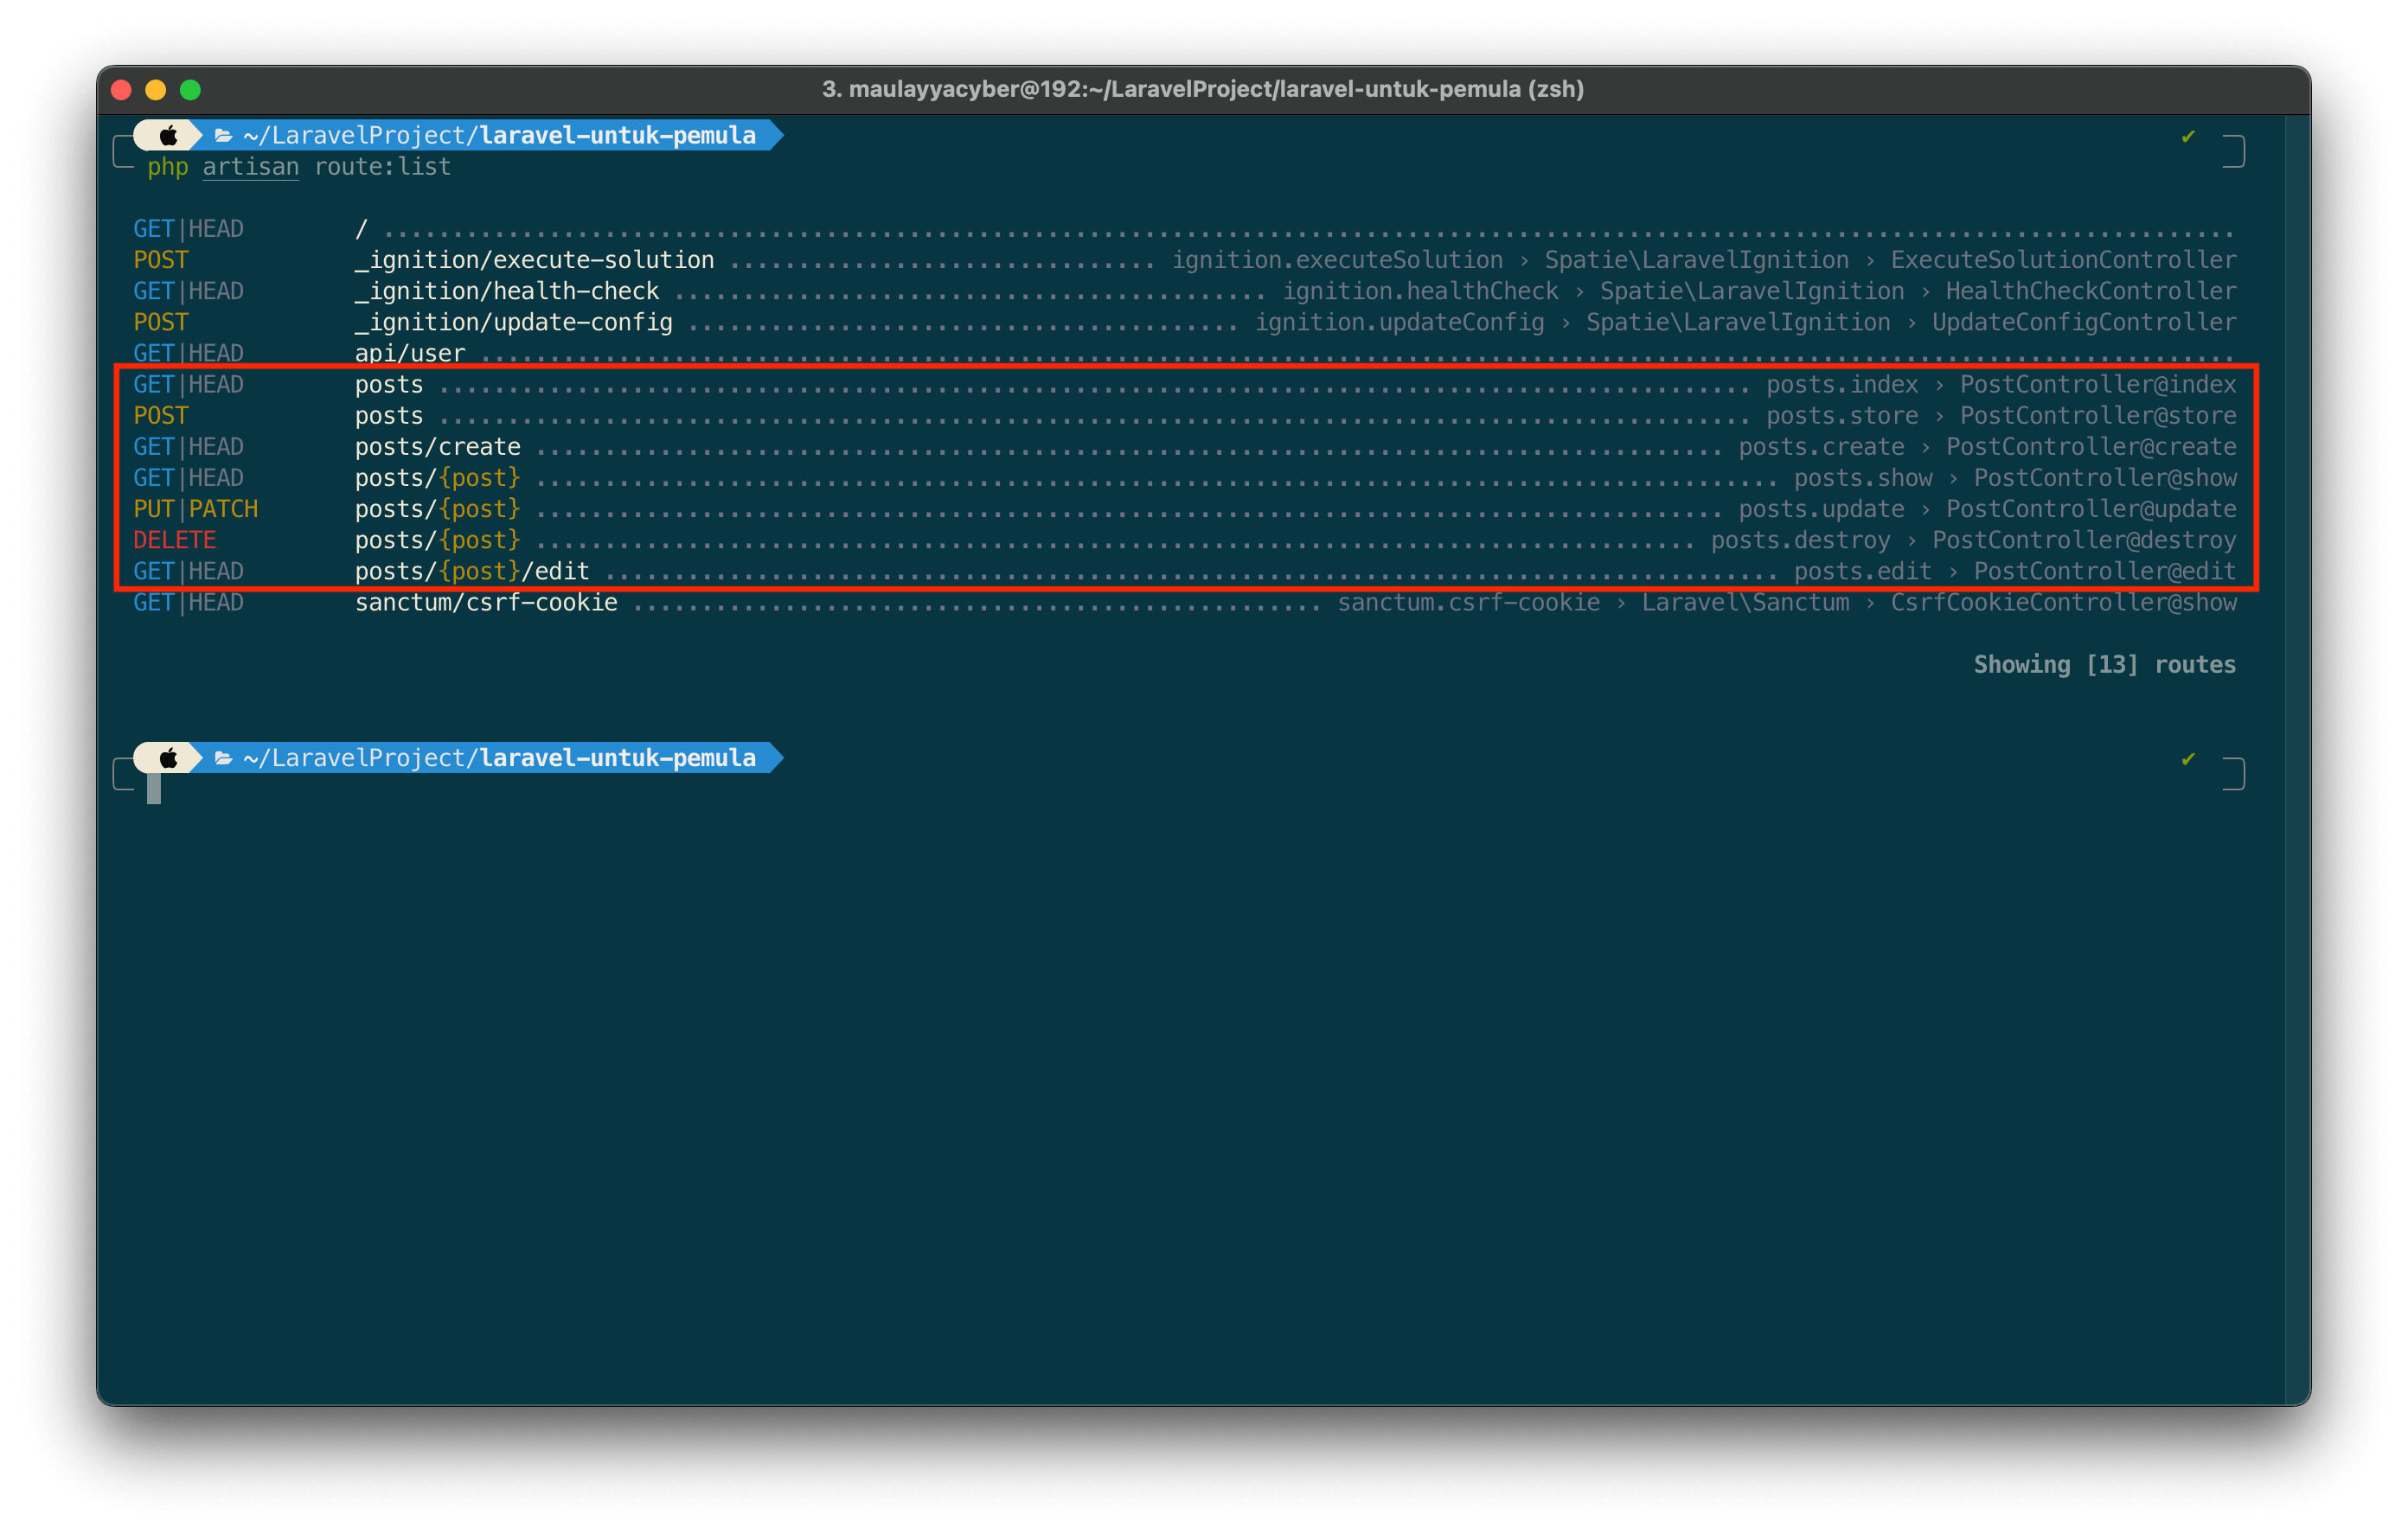 3. maulayyacyber@192:~/LaravelProject/laravel-untuk-pemula (zsh)
~/LaravelProject/laravel-untuk-pemula ✔
php artisan route:list
GET|HEAD / ....................................................................................................................................
POST _ignition/execute-solution ............................... ignition.executeSolution › Spatie\LaravelIgnition › ExecuteSolutionController
GET|HEAD _ignition/health-check ........................................... ignition.healthCheck › Spatie\LaravelIgnition › HealthCheckController
POST _ignition/update-config ........................................ ignition.updateConfig › Spatie\LaravelIgnition › UpdateConfigController
GET|HEAD api/user ...............................................................................................................................
GET|HEAD posts ............................................................................................... posts.index › PostController@index
POST posts ............................................................................................... posts.store › PostController@store
GET|HEAD posts/create ...................................................................................... posts.create › PostController@create
GET|HEAD posts/{post} .......................................................................................... posts.show › PostController@show
PUT|PATCH posts/{post} ...................................................................................... posts.update › PostController@update
DELETE posts/{post} .................................................................................... posts.destroy › PostController@destroy
GET|HEAD posts/{post}/edit ..................................................................................... posts.edit › PostController@edit
GET|HEAD sanctum/csrf-cookie .................................................. sanctum.csrf-cookie › Laravel\Sanctum › CsrfCookieController@show
Showing [13] routes
~/LaravelProject/laravel-untuk-pemula ✔